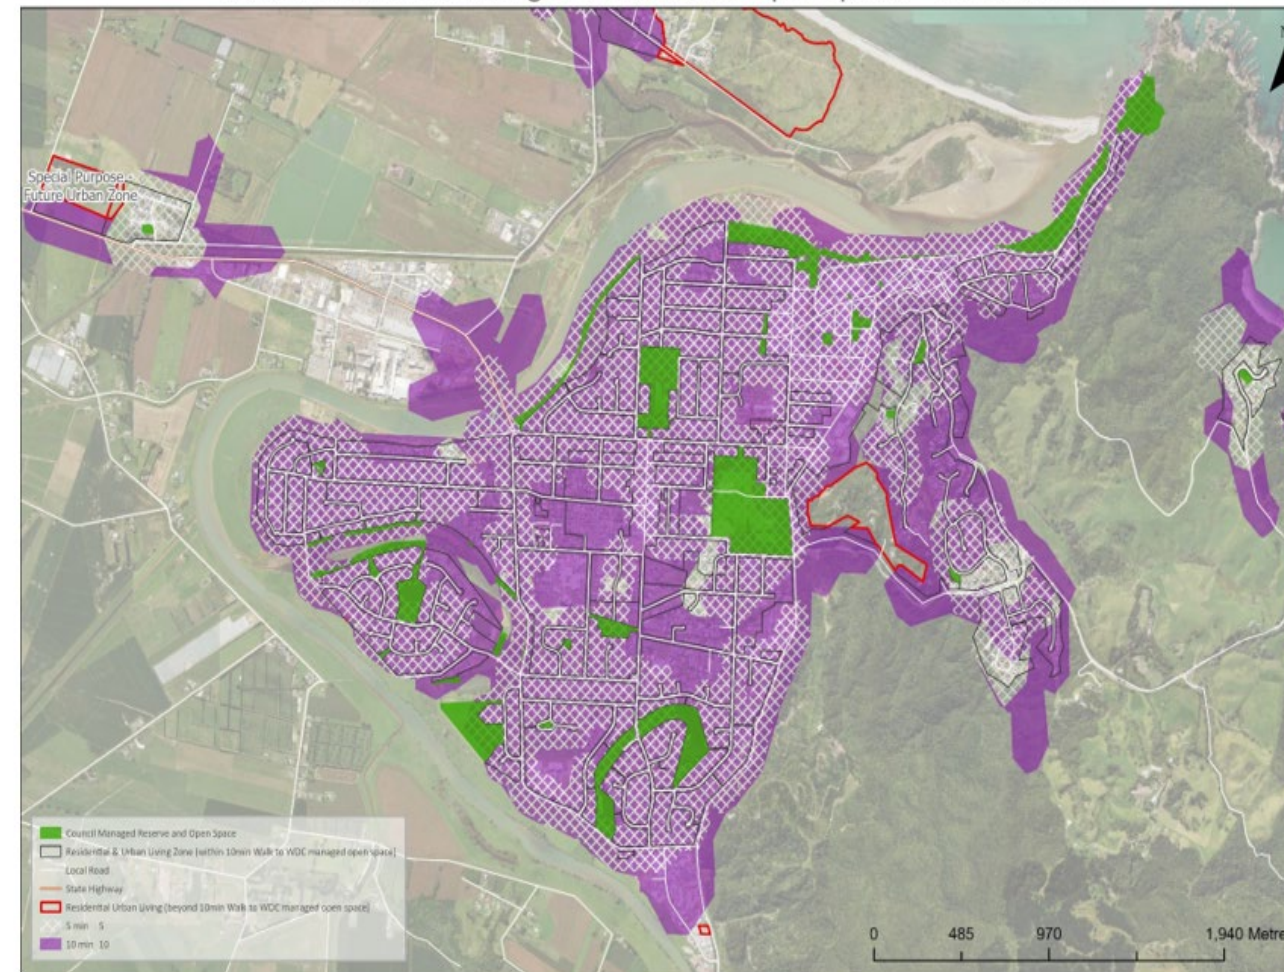 Special Purpose -
Future Urban Zone
Council Managed Reserve and Open Space
Residential & Urban Living Zone (within 10min Walk to WDC managed open space)
Local Road
State Highway
Residential Urban Living (beyond 10min Walk to WDC managed open space)
5 min 5
10 min 10
0 485 970 1,940 Metre